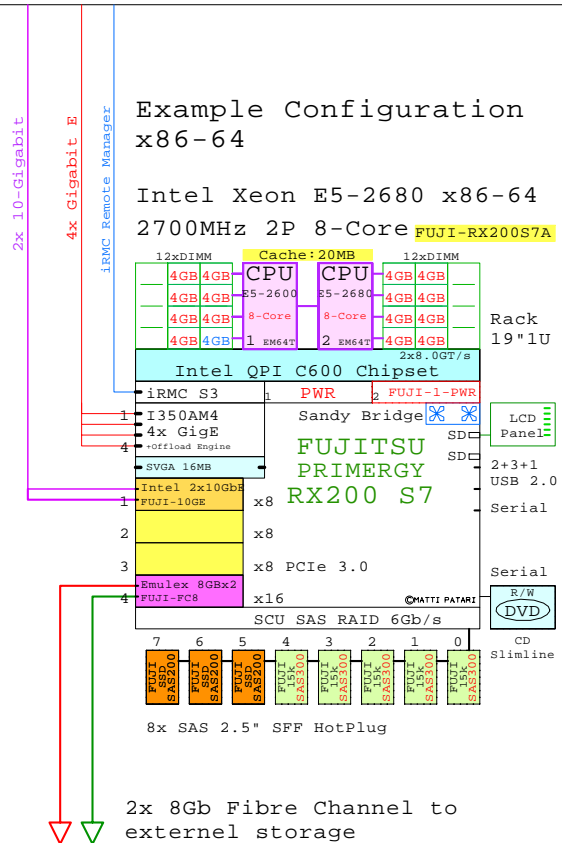 2x 10-Gigabit
4x Gigabit E
iRMC Remote Manager
Example Configuration
x86-64
Intel Xeon E5-2680 x86-64
2700MHz 2P 8-Core FUJI-RX200S7A
12xDIMM Cache:20MB 12xDIMM
4GB 4GB CPU CPU 4GB 4GB
4GB 4GB E5-2600 E5-2680 4GB 4GB
4GB 4GB 8-Core 8-Core 4GB 4GB
4GB 4GB 1 EM64T 2 EM64T 4GB 4GB
Rack
19"1U
2x8.0GT/s
Intel QPI C600 Chipset
iRMC S3 1 PWR 2 FUJI-1-PWR
1 I350AM4 Sandy Bridge
4x GigE
4 +Offload Engine
LCD
Panel
SD
SD
SVGA 16MB
FUJITSU
PRIMERGY
RX200 S7
2+3+1
USB 2.0
Serial
Intel 2x10GbE
1 FUJI-10GE x8
2 x8
3 x8 PCIe 3.0
Serial
Emulex 8GBx2
4 FUJI-FC8 x16
©MATTI PATARI
R/W
DVD
CD
Slimline
SCU SAS RAID 6Gb/s
7 6 5 4 3 2 1 0
FUJI SSD SAS200
FUJI SSD SAS200
FUJI SSD SAS200
FUJI 15k SAS300
FUJI 15k SAS300
FUJI 15k SAS300
FUJI 15k SAS300
FUJI 15k SAS300
8x SAS 2.5" SFF HotPlug
2x 8Gb Fibre Channel to
externel storage